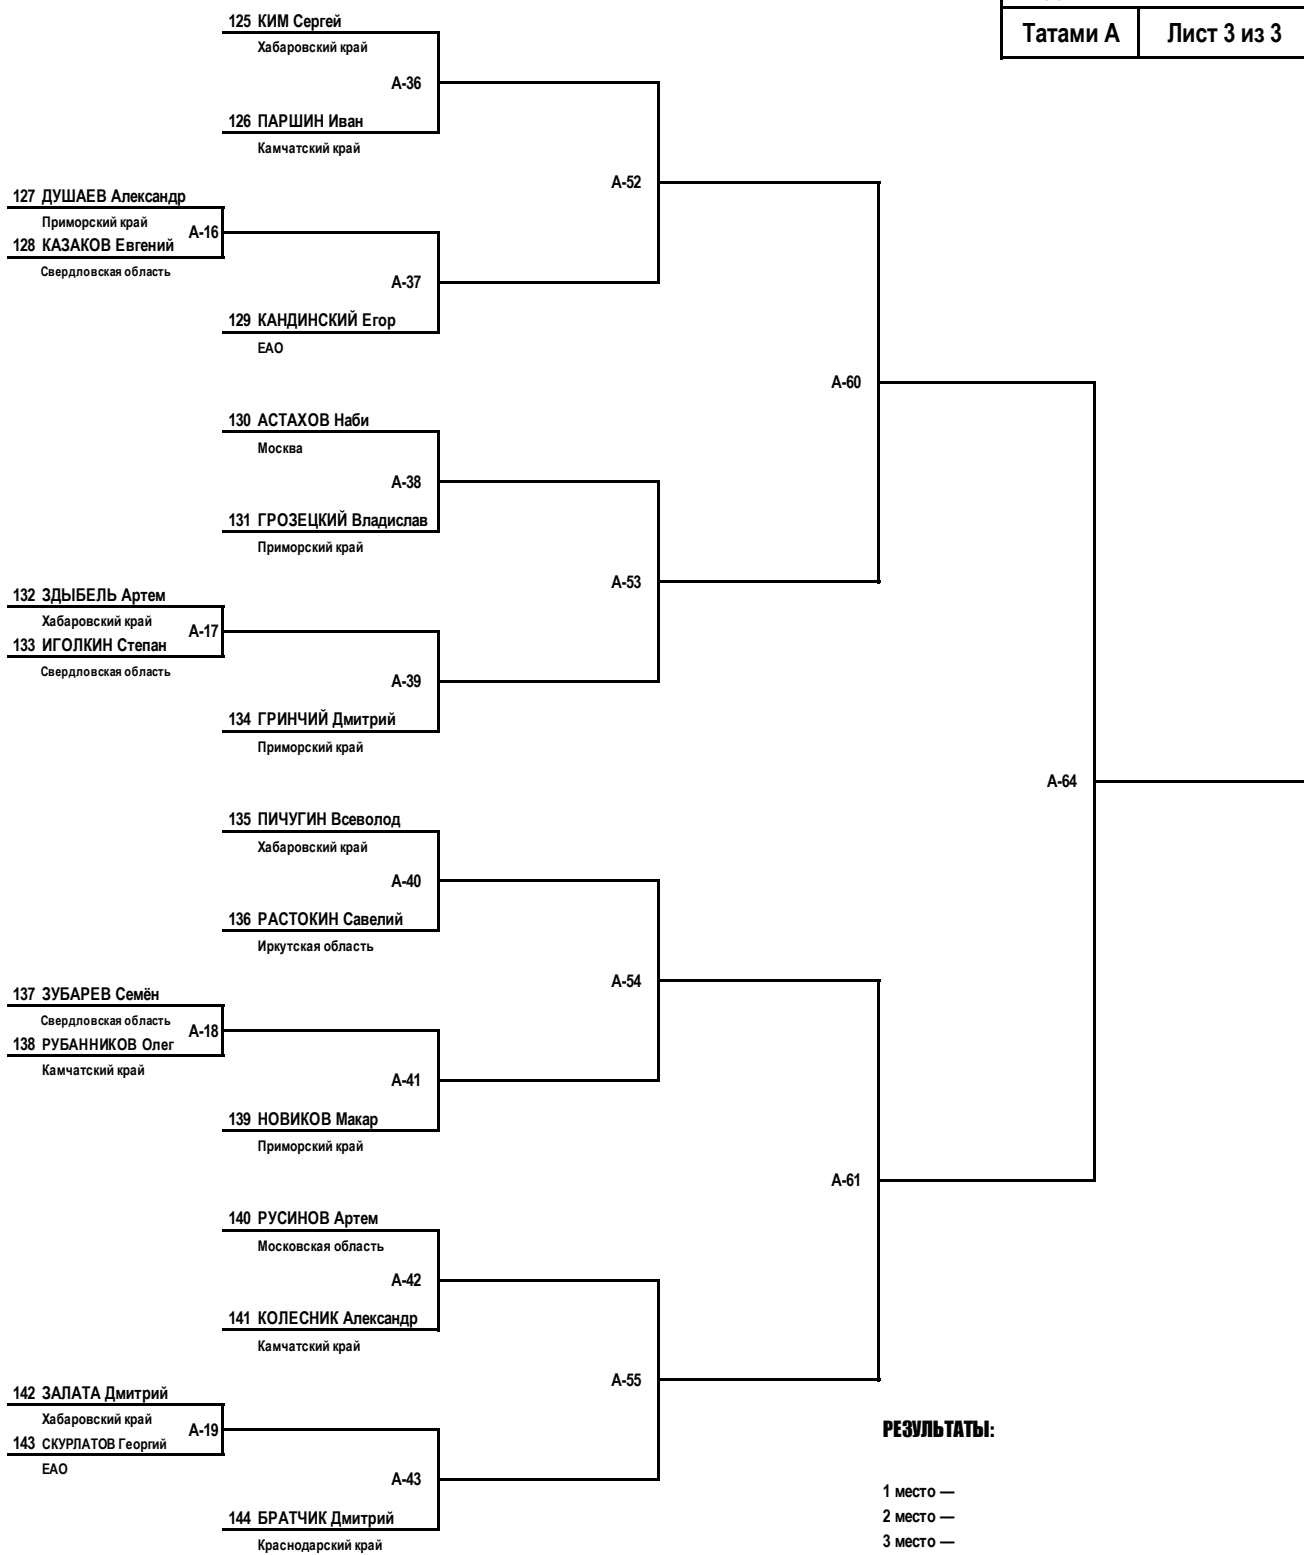 Татами А Лист 3 из 3
125 КИМ Сергей
Хабаровский край
А-36
126 ПАРШИН Иван
Камчатский край
А-52
127 ДУШАЕВ Александр
Приморский край
А-16
128 КАЗАКОВ Евгений
Свердловская область
А-37
129 КАНДИНСКИЙ Егор
ЕАО
А-60
130 АСТАХОВ Наби
Москва
А-38
131 ГРОЗЕЦКИЙ Владислав
Приморский край
А-53
132 ЗДЫБЕЛЬ Артем
Хабаровский край
А-17
133 ИГОЛКИН Степан
Свердловская область
А-39
134 ГРИНЧИЙ Дмитрий
Приморский край
А-64
135 ПИЧУГИН Всеволод
Хабаровский край
А-40
136 РАСТОКИН Савелий
Иркутская область
А-54
137 ЗУБАРЕВ Семён
Свердловская область
А-18
138 РУБАННИКОВ Олег
Камчатский край
А-41
139 НОВИКОВ Макар
Приморский край
А-61
140 РУСИНОВ Артем
Московская область
А-42
141 КОЛЕСНИК Александр
Камчатский край
А-55
142 ЗАЛАТА Дмитрий
Хабаровский край
А-19
143 СКУРЛАТОВ Георгий
ЕАО
А-43
144 БРАТЧИК Дмитрий
Краснодарский край
РЕЗУЛЬТАТЫ:
1 место —
2 место —
3 место —